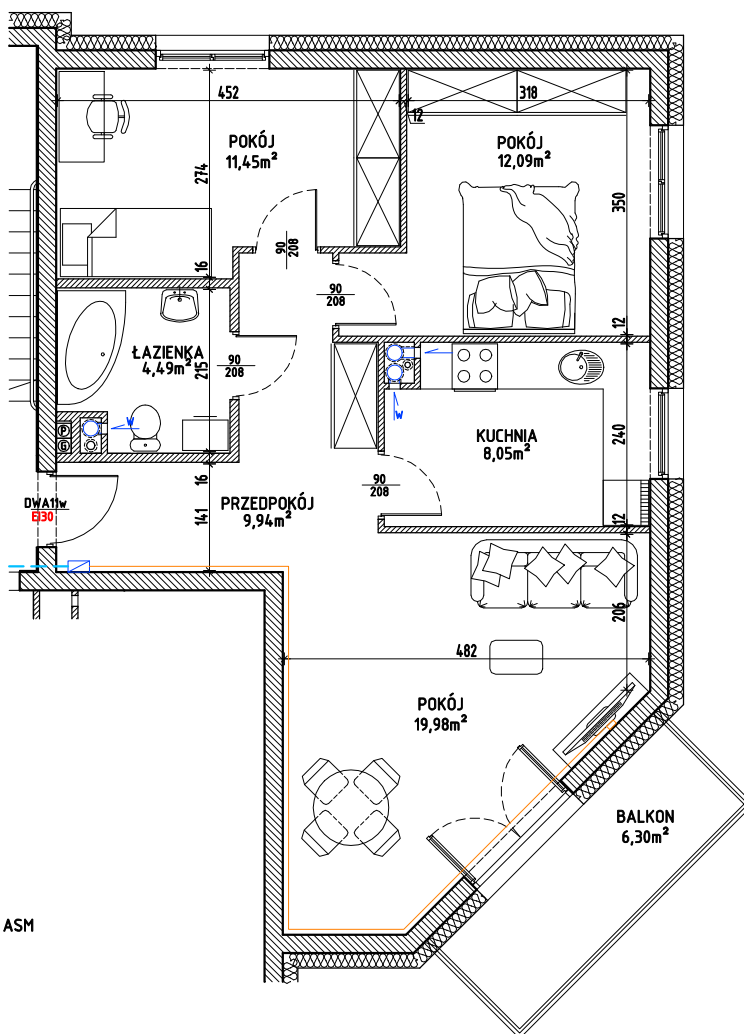 452
318
12
POKÓJ
11,45m²
POKÓJ
12,09m²
274
350
90
208
16
90
208
12
ŁAZIENKA
4,49m²
215
90
208
W
W
P
G
KUCHNIA
8,05m²
240
90
208
DWA11w
EI30
16
141
PRZEDPOKÓJ
9,94m²
12
206
482
POKÓJ
19,98m²
BALKON
6,30m²
ASM